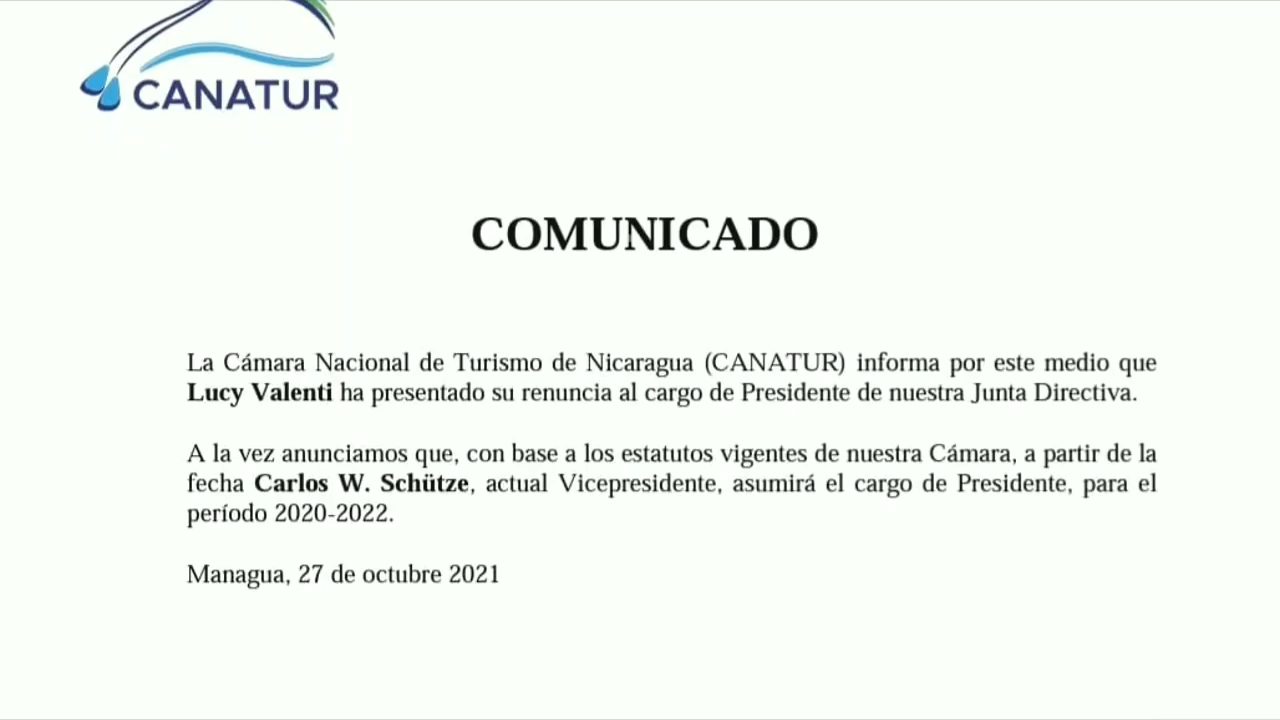 CANATUR
COMUNICADO
La Cámara Nacional de Turismo de Nicaragua (CANATUR) informa por este medio que
Lucy Valenti ha presentado su renuncia al cargo de Presidente de nuestra Junta Directiva.
A la vez anunciamos que, con base a los estatutos vigentes de nuestra Cámara, a partir de la
fecha Carlos W. Schütze, actual Vicepresidente, asumirá el cargo de Presidente, para el
período 2020-2022.
Managua, 27 de octubre 2021